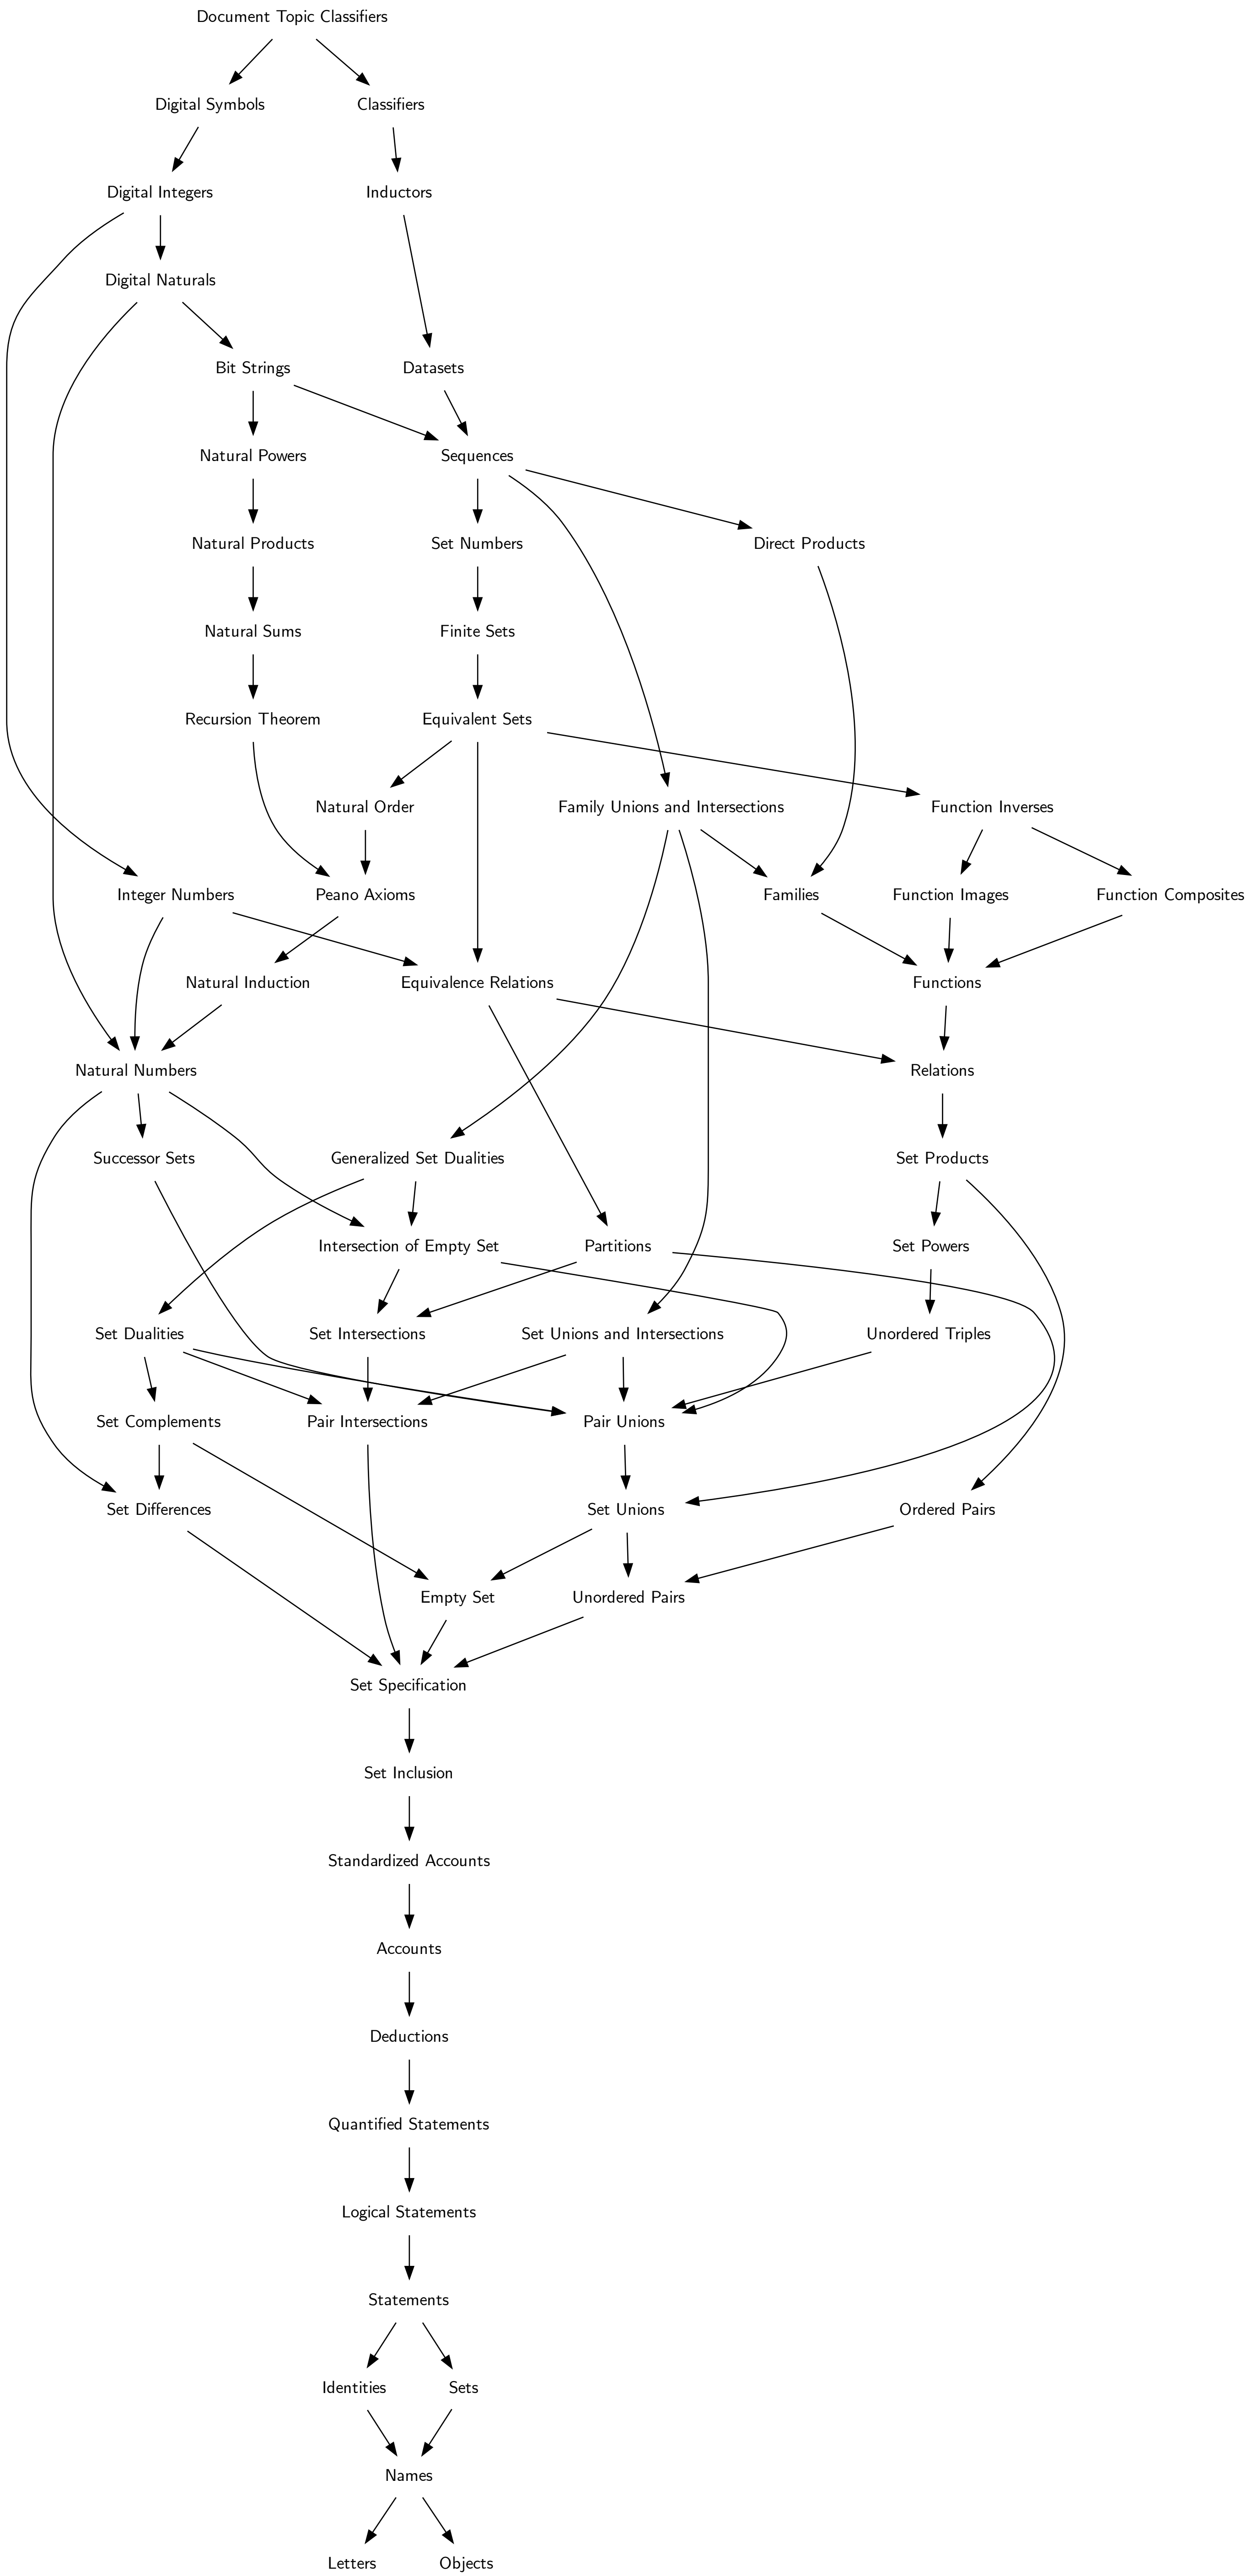 Document Topic Classifiers
Digital Symbols
Classifiers
Digital Integers
Inductors
Digital Naturals
Bit Strings
Datasets
Natural Powers
Sequences
Natural Products
Set Numbers
Direct Products
Natural Sums
Finite Sets
Recursion Theorem
Equivalent Sets
Natural Order
Family Unions and Intersections
Function Inverses
Integer Numbers
Peano Axioms
Families
Function Images
Function Composites
Natural Induction
Equivalence Relations
Functions
Natural Numbers
Relations
Successor Sets
Generalized Set Dualities
Set Products
Intersection of Empty Set
Partitions
Set Powers
Set Dualities
Set Intersections
Set Unions and Intersections
Unordered Triples
Set Complements
Pair Intersections
Pair Unions
Set Differences
Set Unions
Ordered Pairs
Empty Set
Unordered Pairs
Set Specification
Set Inclusion
Standardized Accounts
Accounts
Deductions
Quantified Statements
Logical Statements
Statements
Identities
Sets
Names
Letters
Objects